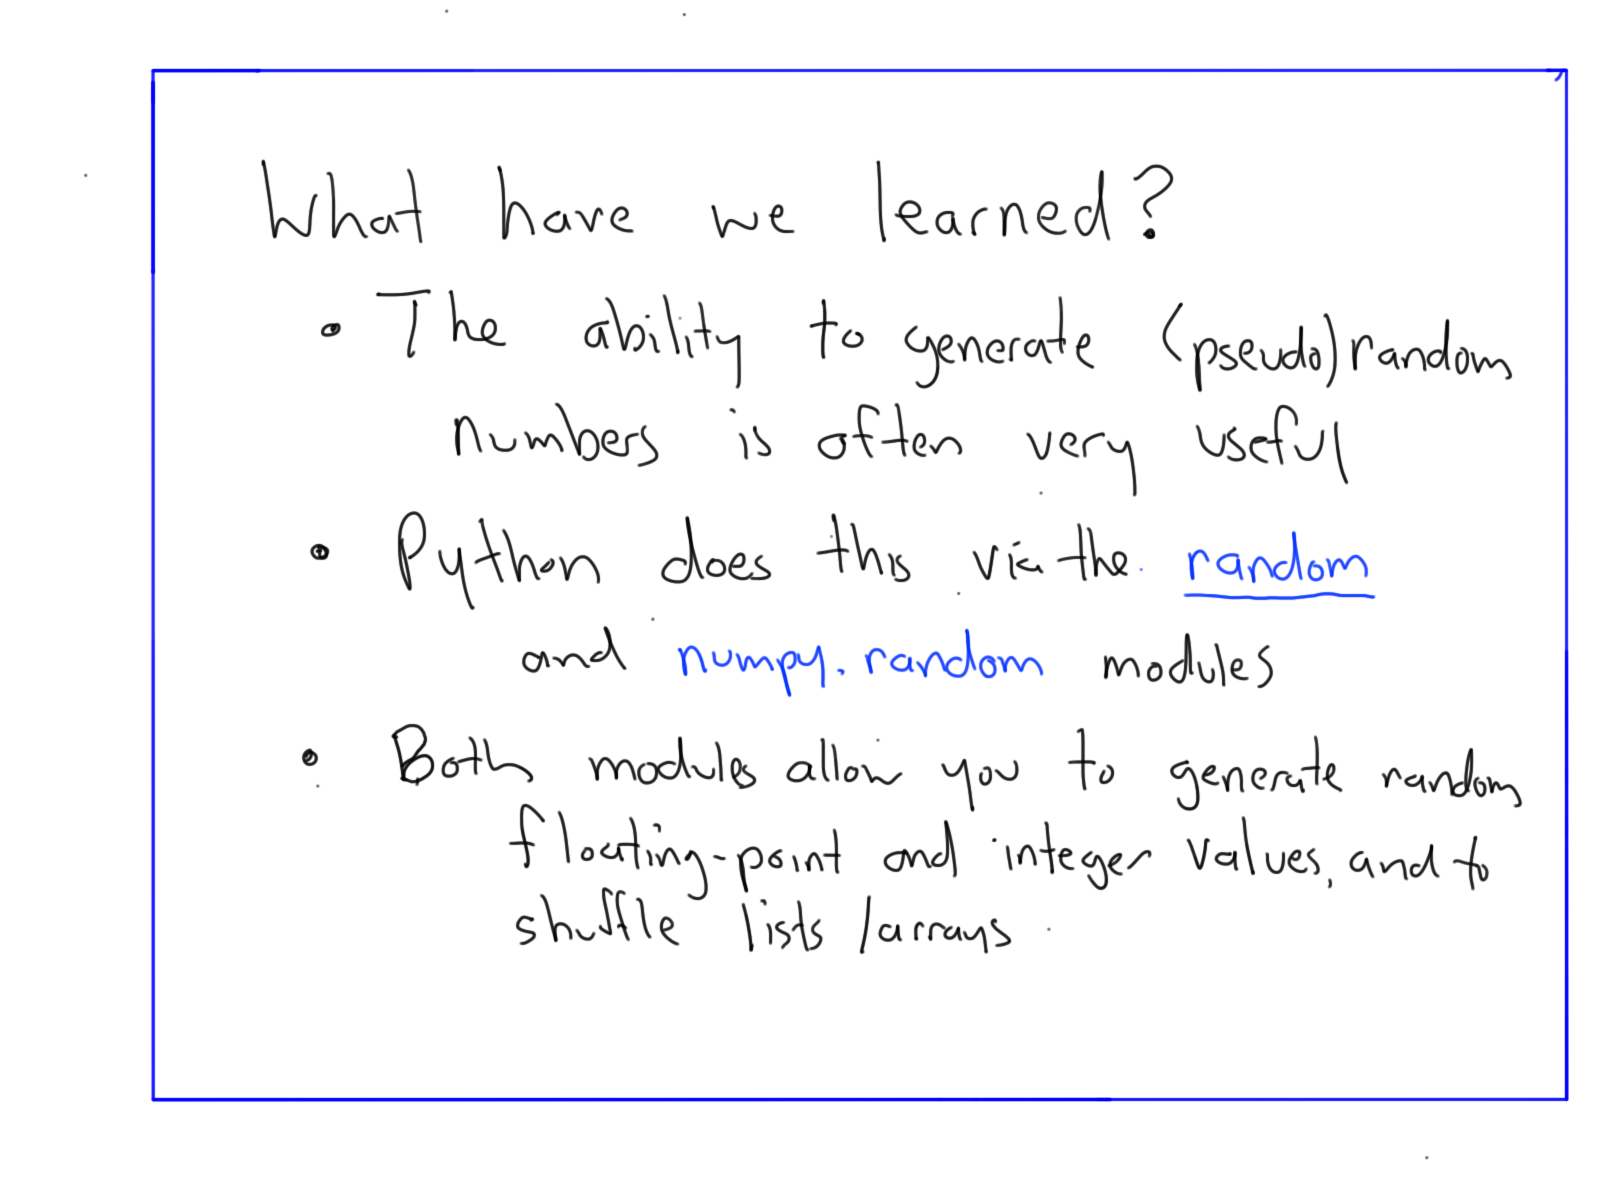 What have we learned?
• The ability to generate (pseudo)random
numbers is often very useful
• Python does this via the random
and numpy.random modules
• Both modules allow you to generate random
floating-point and integer values, and to
shuffle lists/arrays